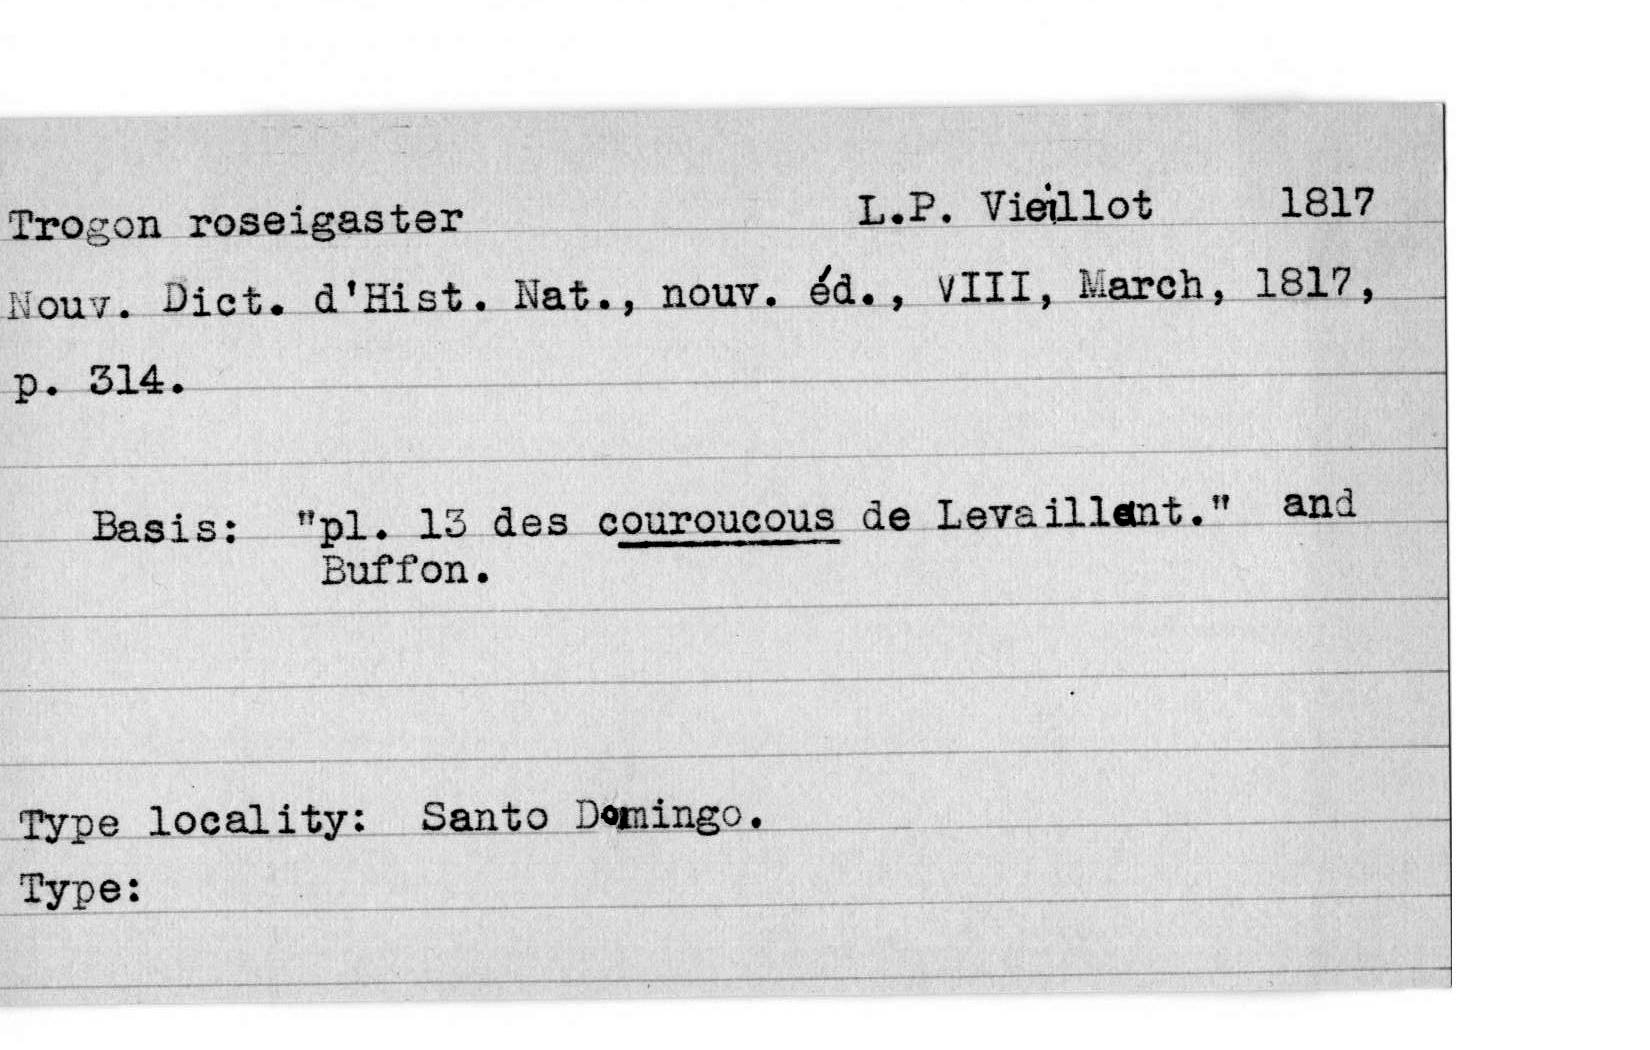 Trogon roseigaster L.P. Vieillot 1817
Nouv. Dict. d'Hist. Nat., nouv. éd., VIII, March, 1817,
p. 314.
Basis: "pl. 13 des couroucous de Levaillant." and
Buffon.
Type locality: Santo Domingo.
Type: